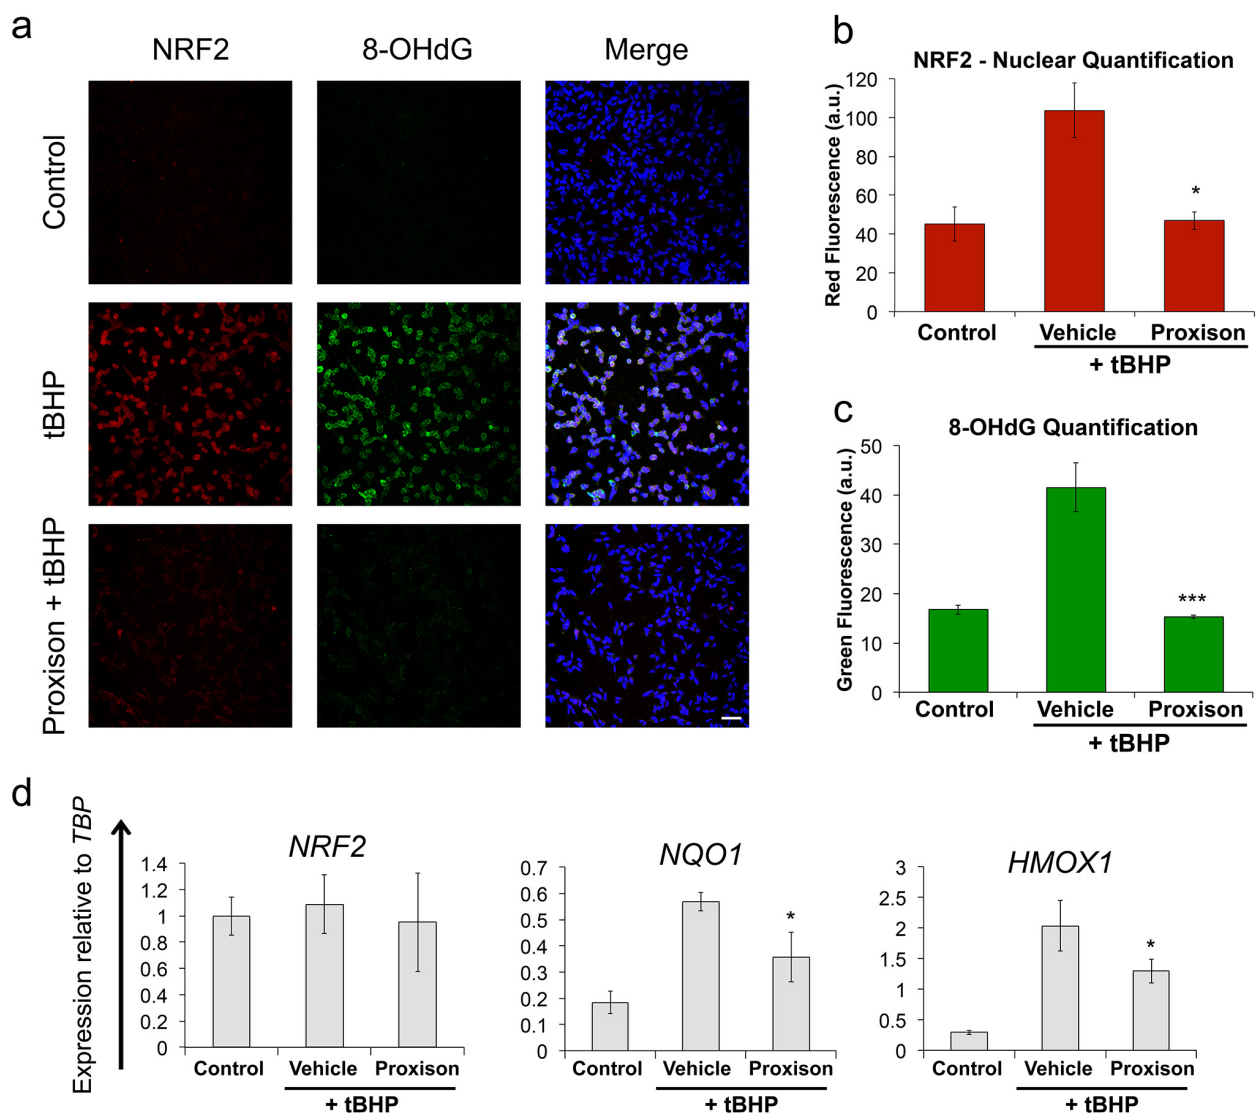 a
NRF2 8-OHdG Merge
Control
tBHP
Proxison + tBHP
b
NRF2 - Nuclear Quantification
Red Fluorescence (a.u.)
120
100
80
60
40
20
0
*
Control Vehicle Proxison
+ tBHP
c
8-OHdG Quantification
Green Fluorescence (a.u.)
50
40
30
20
10
0
***
Control Vehicle Proxison
+ tBHP
d
Expression relative to TBP
NRF2
1.4
1.2
1
0.8
0.6
0.4
0.2
0
Control Vehicle Proxison
+ tBHP
NQO1
0.7
0.6
0.5
0.4
0.3
0.2
0.1
0
*
Control Vehicle Proxison
+ tBHP
HMOX1
3
2.5
2
1.5
1
0.5
0
*
Control Vehicle Proxison
+ tBHP